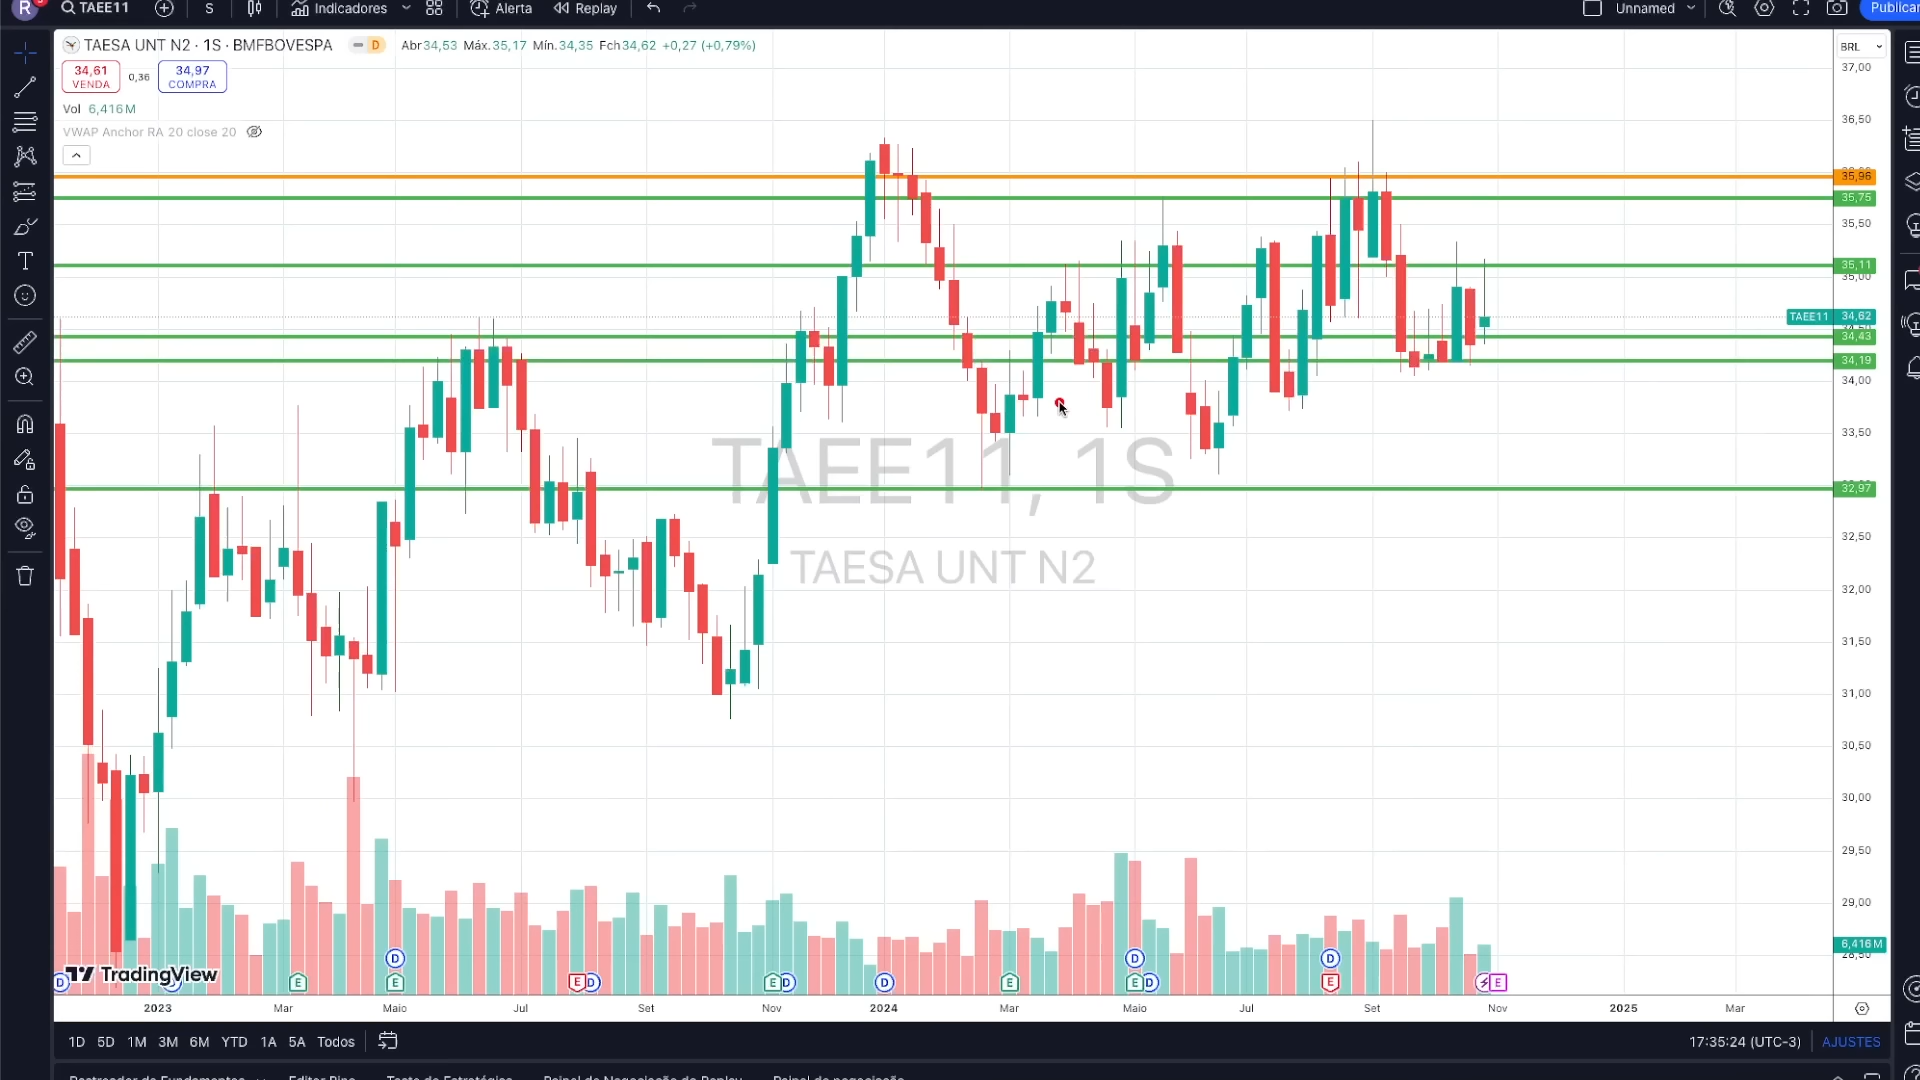 R TAEE11 S Indicadores Alerta Replay Unnamed Publicar
TAESA UNT N2 · 1S · BMFBOVESPA D Abr34,53 Máx.35,17 Mín.34,35 Fch34,62 +0,27 (+0,79%)
BRL
34,61
VENDA
0,36
34,97
COMPRA
Vol 6,416M
VWAP Anchor RA 20 close 20
37,00
36,50
35,96
35,75
35,50
35,11
35,00
TAEE11 34,62
34,43
34,19
34,00
33,50
32,97
32,50
32,00
31,50
31,00
30,50
30,00
29,50
29,00
6,416M
28,50
TAEE11, 1S
TAESA UNT N2
TradingView
D E D E E D E D D E D E D D E E
2023 Mar Maio Jul Set Nov 2024 Mar Maio Jul Set Nov 2025 Mar
1D 5D 1M 3M 6M YTD 1A 5A Todos 17:35:24 (UTC-3) AJUSTES